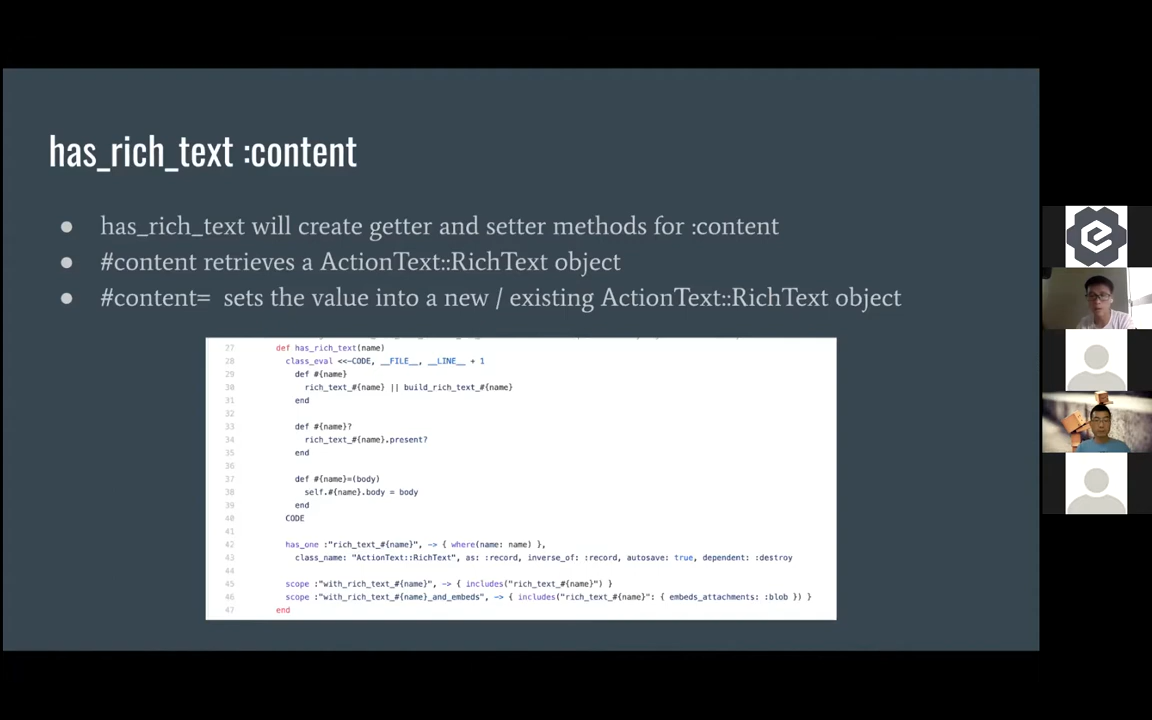 has_rich_text :content
● has_rich_text will create getter and setter methods for :content
● #content retrieves a ActionText::RichText object
● #content=  sets the value into a new / existing ActionText::RichText object
27 def has_rich_text(name)
28 class_eval <<-CODE, __FILE__, __LINE__ + 1
29 def #{name}
30 rich_text_#{name} || build_rich_text_#{name}
31 end
32
33 def #{name}?
34 rich_text_#{name}.present?
35 end
36
37 def #{name}=(body)
38 self.#{name}.body = body
39 end
40 CODE
41
42 has_one :"rich_text_#{name}", -> { where(name: name) },
43 class_name: "ActionText::RichText", as: :record, inverse_of: :record, autosave: true, dependent: :destroy
44
45 scope :"with_rich_text_#{name}", -> { includes("rich_text_#{name}") }
46 scope :"with_rich_text_#{name}_and_embeds", -> { includes("rich_text_#{name}": { embeds_attachments: :blob }) }
47 end